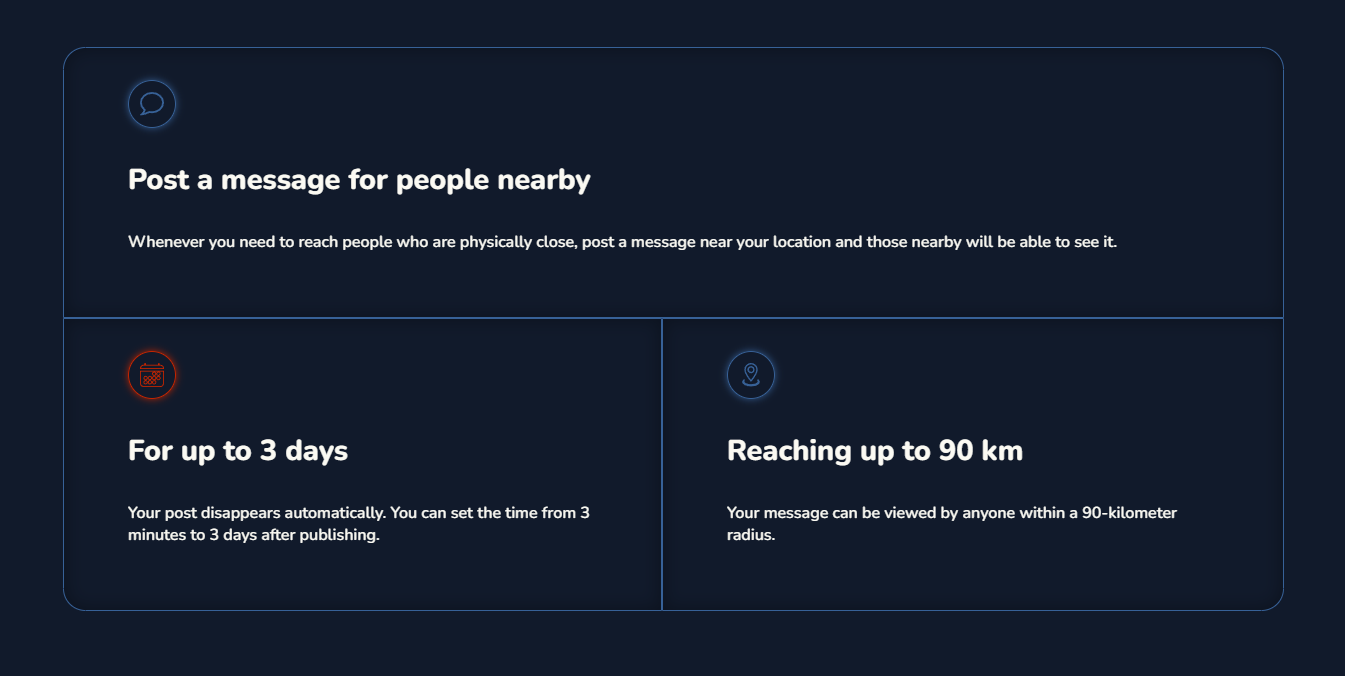 Post a message for people nearby
Whenever you need to reach people who are physically close, post a message near your location and those nearby will be able to see it.
For up to 3 days
Your post disappears automatically. You can set the time from 3
minutes to 3 days after publishing.
Reaching up to 90 km
Your message can be viewed by anyone within a 90-kilometer
radius.